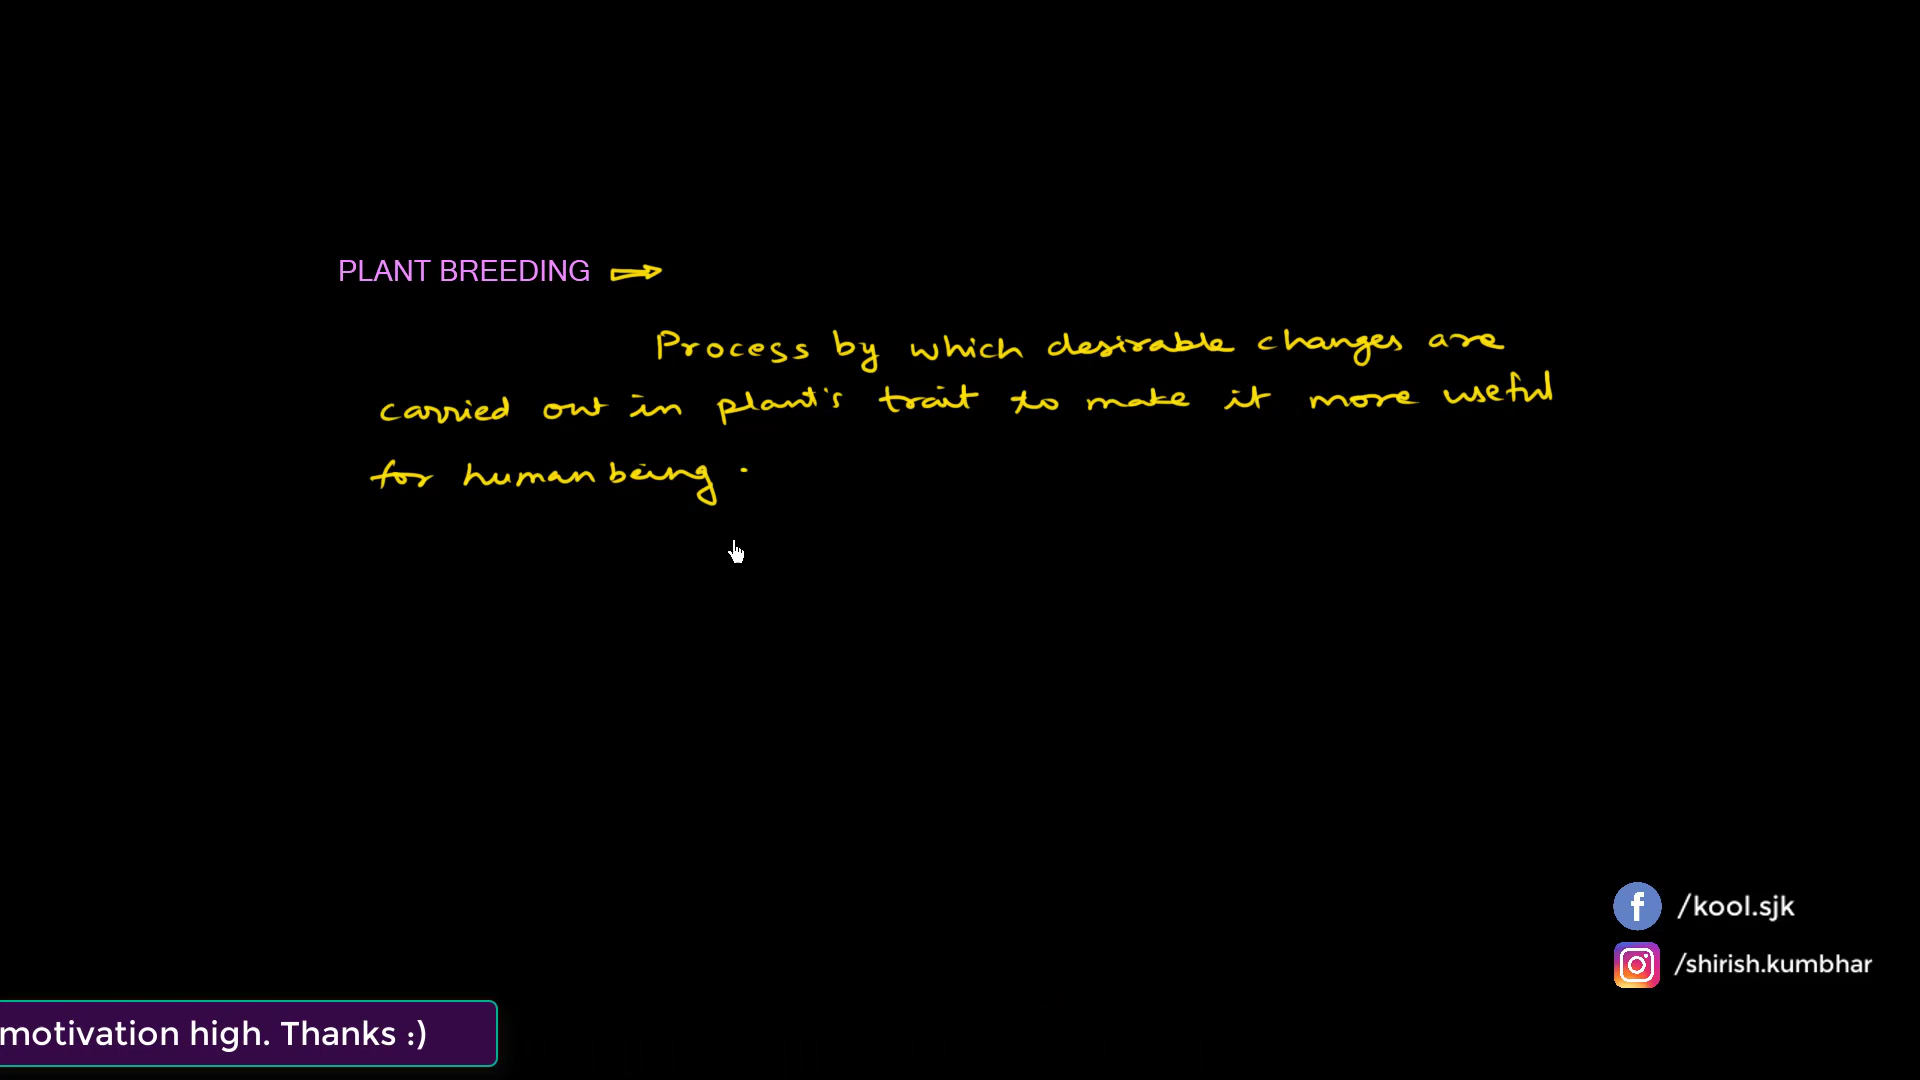 PLANT BREEDING
Process by which desirable changes are
carried out in plant's trait to make it more useful
for human being.
/kool.sjk
/shirish.kumbhar
motivation high. Thanks :)